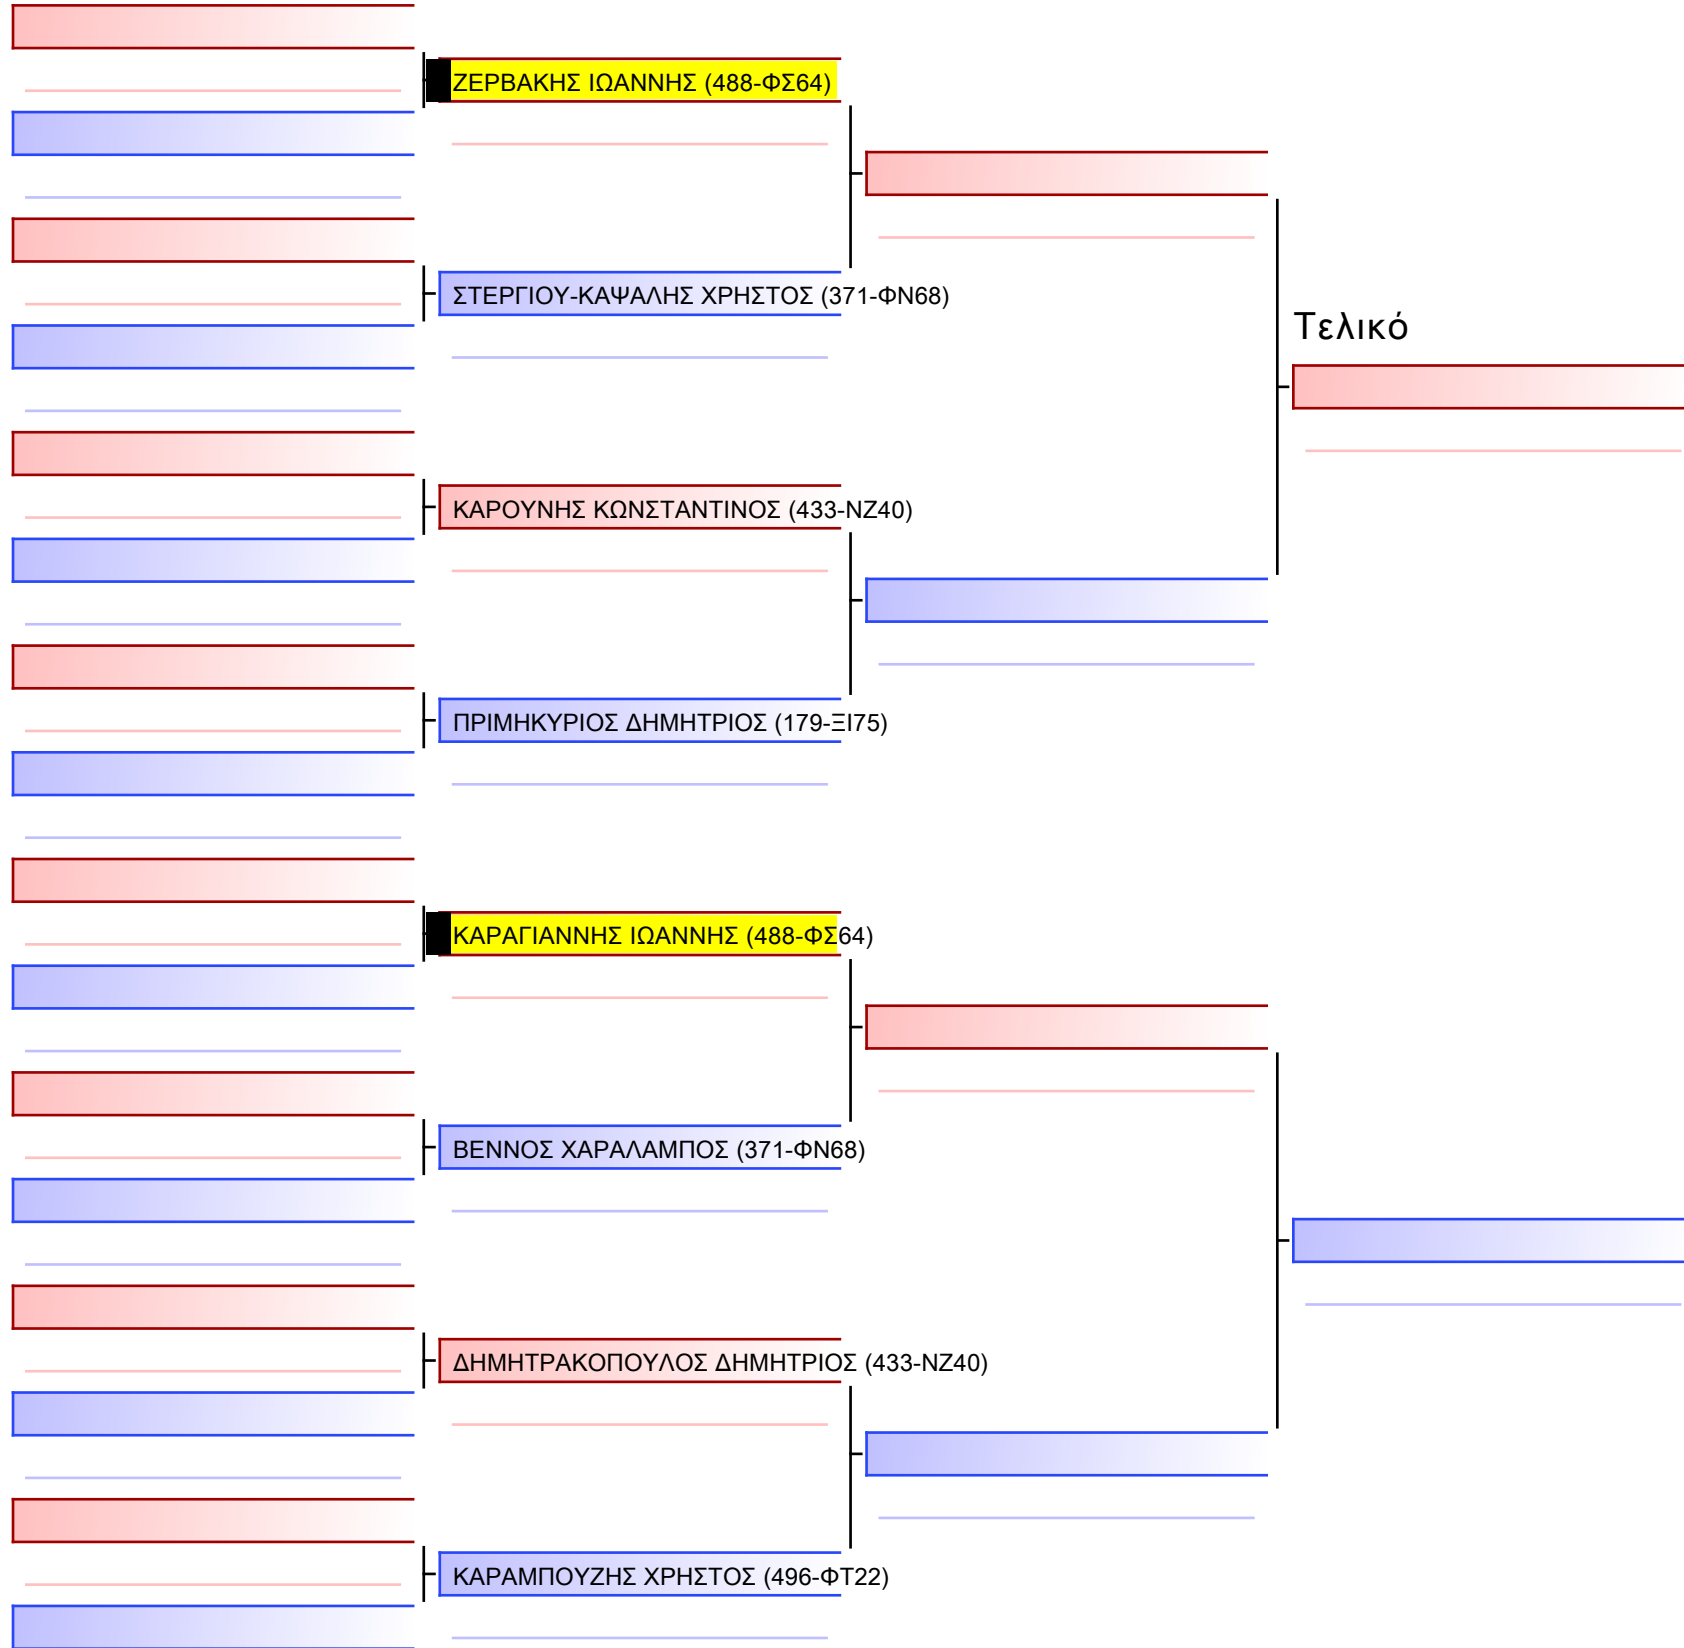 ΖΕΡΒΑΚΗΣ ΙΩΑΝΝΗΣ (488-ΦΣ64)
ΣΤΕΡΓΙΟΥ-ΚΑΨΑΛΗΣ ΧΡΗΣΤΟΣ (371-ΦΝ68)
Τελικό
ΚΑΡΟΥΝΗΣ ΚΩΝΣΤΑΝΤΙΝΟΣ (433-ΝΖ40)
ΠΡΙΜΗΚΥΡΙΟΣ ΔΗΜΗΤΡΙΟΣ (179-ΞΙ75)
ΚΑΡΑΓΙΑΝΝΗΣ ΙΩΑΝΝΗΣ (488-ΦΣ64)
ΒΕΝΝΟΣ ΧΑΡΑΛΑΜΠΟΣ (371-ΦΝ68)
ΔΗΜΗΤΡΑΚΟΠΟΥΛΟΣ ΔΗΜΗΤΡΙΟΣ (433-ΝΖ40)
ΚΑΡΑΜΠΟΥΖΗΣ ΧΡΗΣΤΟΣ (496-ΦΤ22)